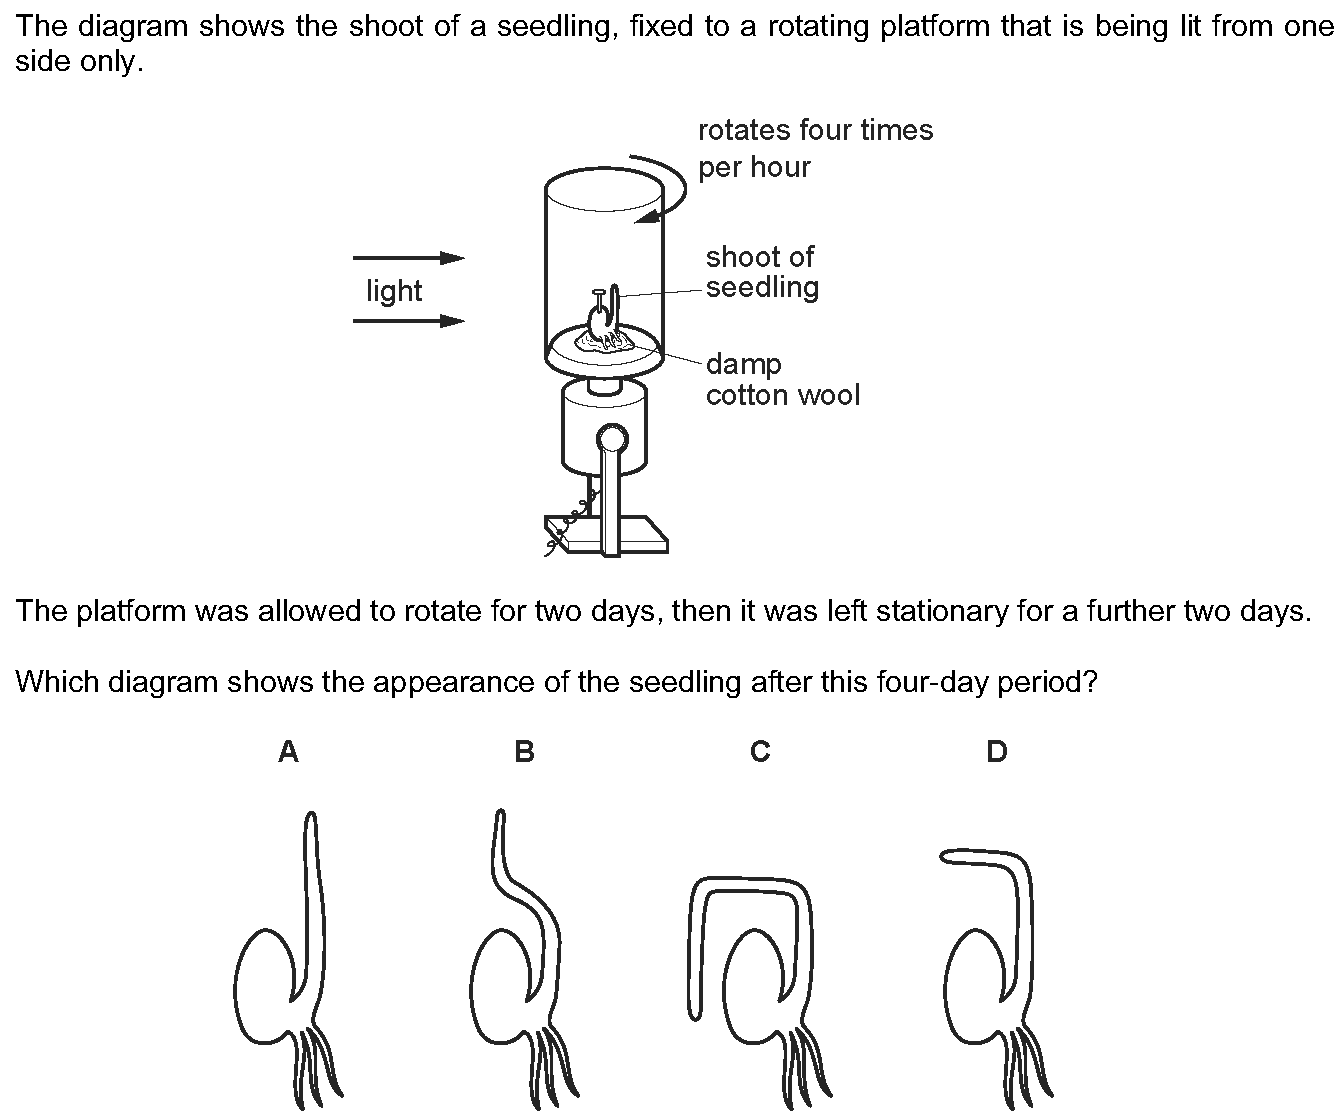 The diagram shows the shoot of a seedling, fixed to a rotating platform that is being lit from one
side only.
rotates four times
per hour
light
shoot of
seedling
damp
cotton wool
The platform was allowed to rotate for two days, then it was left stationary for a further two days.
Which diagram shows the appearance of the seedling after this four-day period?
A B C D